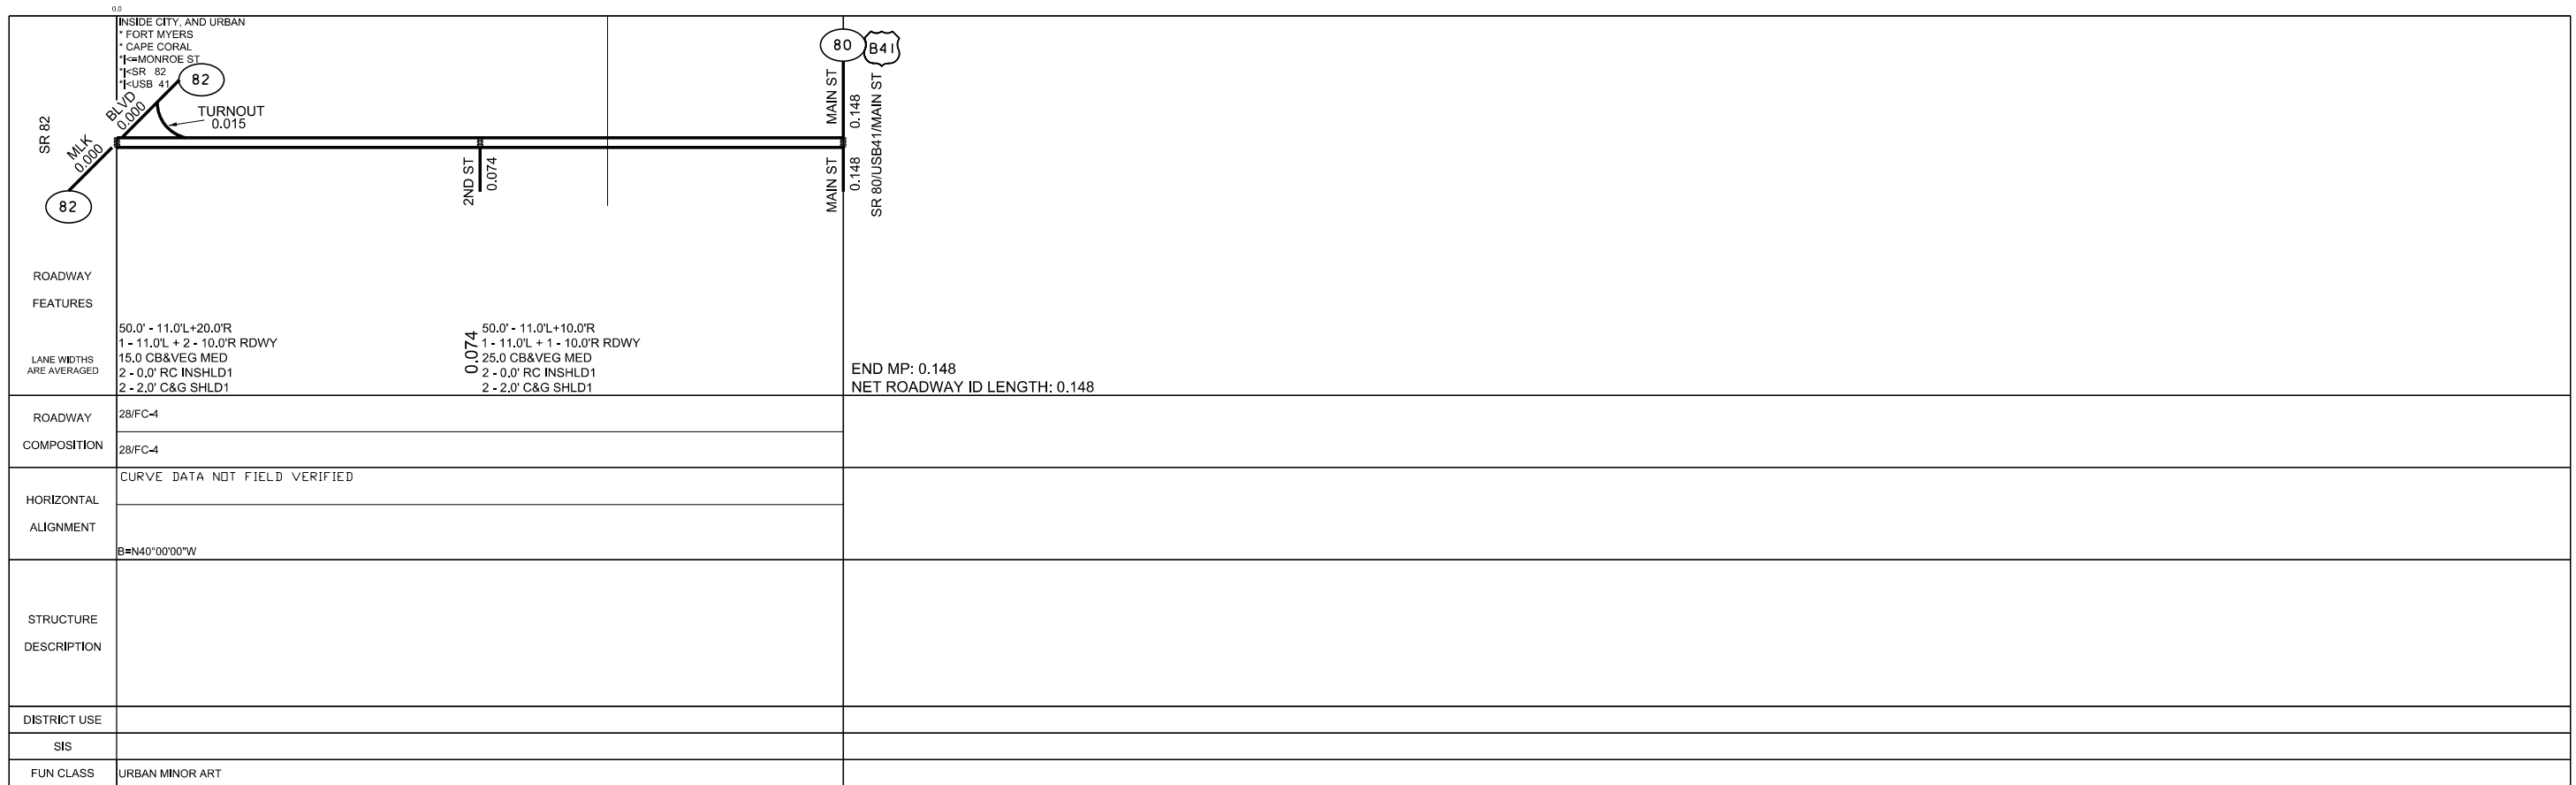 0.0
INSIDE CITY, AND URBAN
* FORT MYERS
* CAPE CORAL
*|<=MONROE ST
*|<SR 82
*|<USB 41
82
BLVD
0.000
TURNOUT
0.015
SR 82
MLK
0.000
82
2ND ST
0.074
80
B41
MAIN ST
0.148
MAIN ST
0.148
SR 80/USB41/MAIN ST
ROADWAY
FEATURES
LANE WIDTHS
ARE AVERAGED
50.0' - 11.0'L+20.0'R
1 - 11.0'L + 2 - 10.0'R RDWY
15.0 CB&VEG MED
2 - 0.0' RC INSHLD1
2 - 2.0' C&G SHLD1
0.074
50.0' - 11.0'L+10.0'R
1 - 11.0'L + 1 - 10.0'R RDWY
25.0 CB&VEG MED
2 - 0.0' RC INSHLD1
2 - 2.0' C&G SHLD1
END MP: 0.148
NET ROADWAY ID LENGTH: 0.148
ROADWAY
COMPOSITION
28/FC-4
28/FC-4
HORIZONTAL
ALIGNMENT
CURVE DATA NOT FIELD VERIFIED
B=N40°00'00"W
STRUCTURE
DESCRIPTION
DISTRICT USE
SIS
FUN CLASS
URBAN MINOR ART